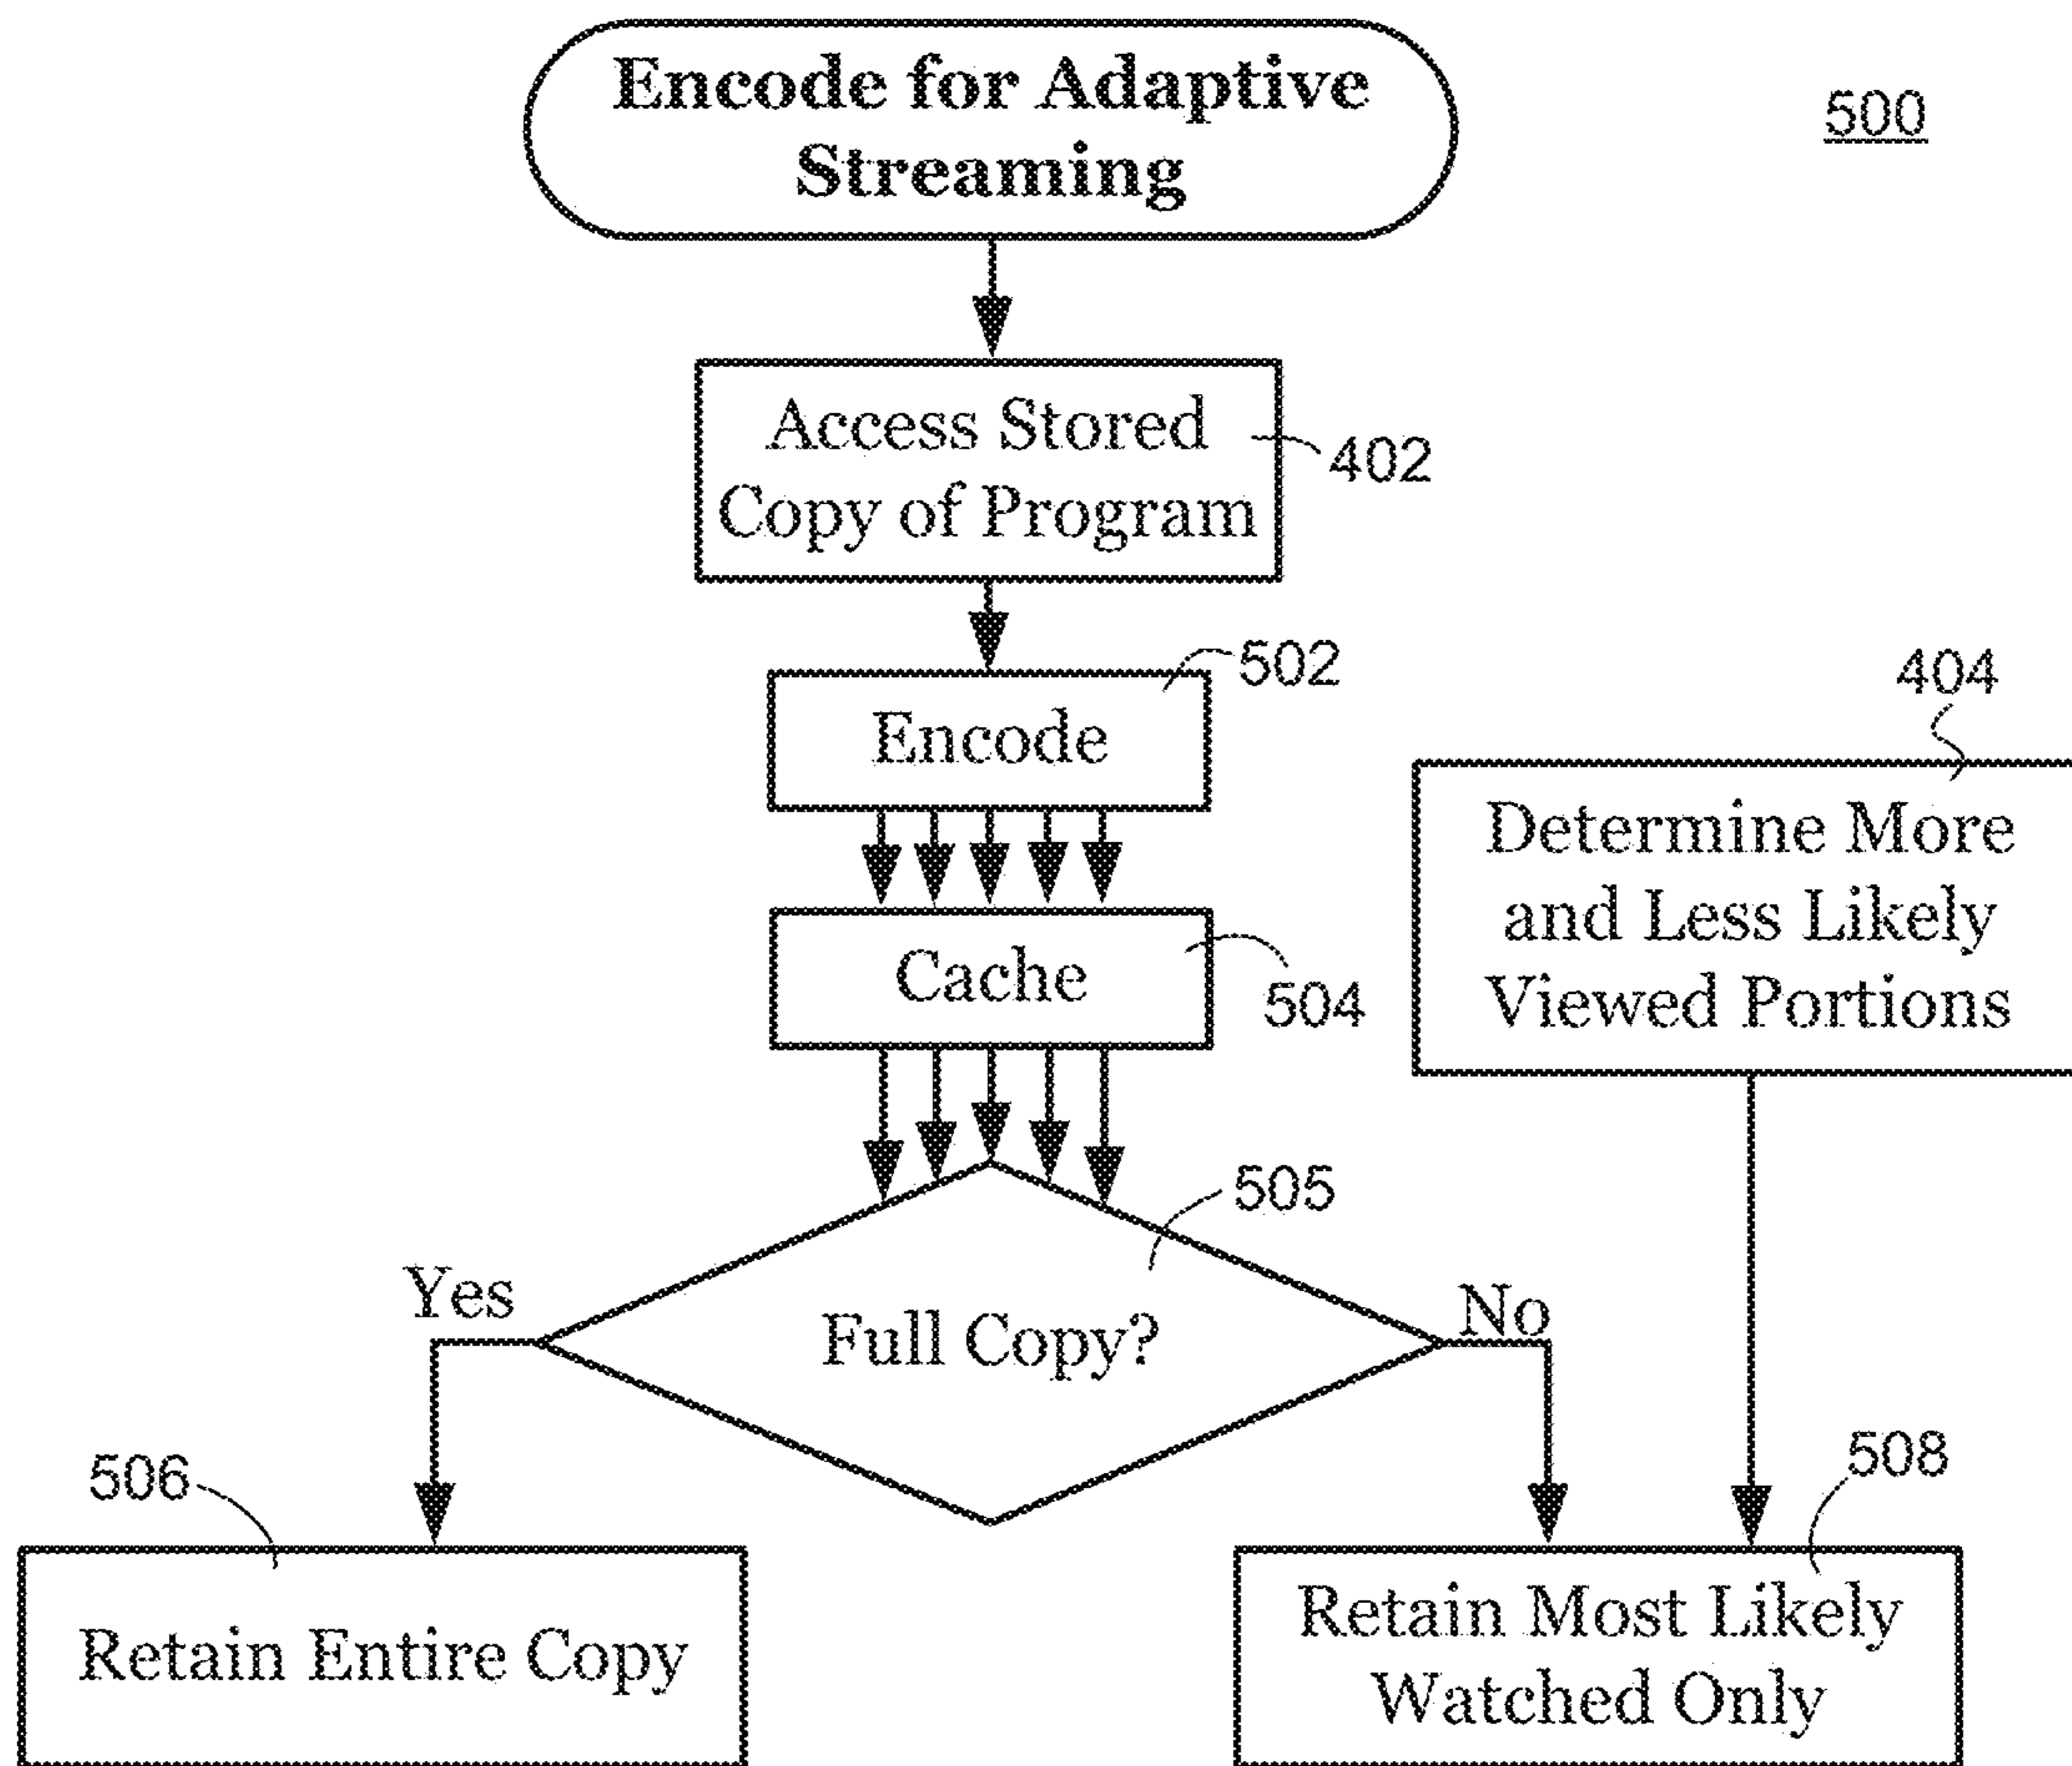 Encode for Adaptive
Streaming
500
Access Stored
Copy of Program
402
502
Encode
404
Determine More
and Less Likely
Viewed Portions
Cache
504
505
Yes
No
Full Copy?
506
508
Retain Entire Copy
Retain Most Likely
Watched Only